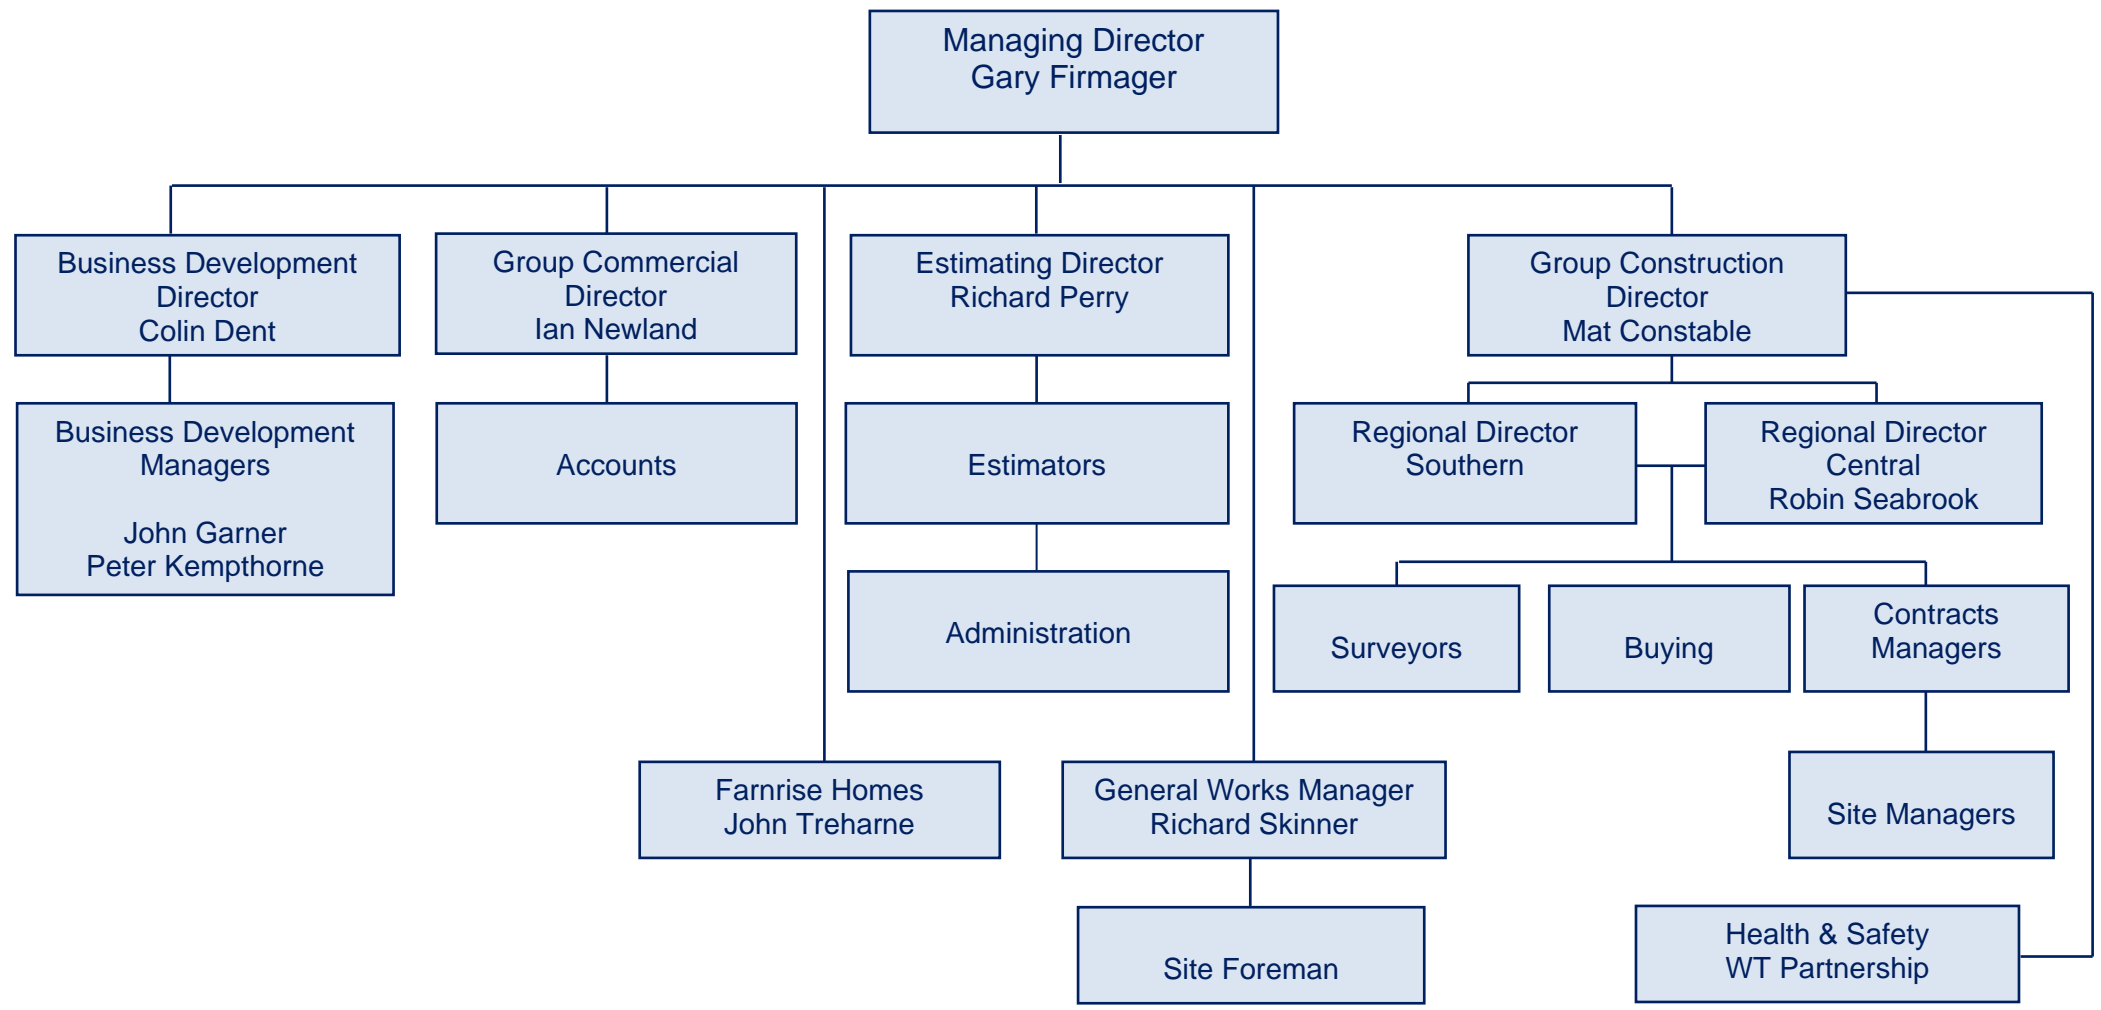 Managing Director
Gary Firmager
Business Development
Director
Colin Dent
Group Commercial
Director
Ian Newland
Estimating Director
Richard Perry
Group Construction
Director
Mat Constable
Business Development
Managers
John Garner
Peter Kempthorne
Accounts
Estimators
Regional Director
Southern
Regional Director
Central
Robin Seabrook
Administration
Surveyors
Buying
Contracts
Managers
Farnrise Homes
John Treharne
General Works Manager
Richard Skinner
Site Managers
Site Foreman
Health & Safety
WT Partnership